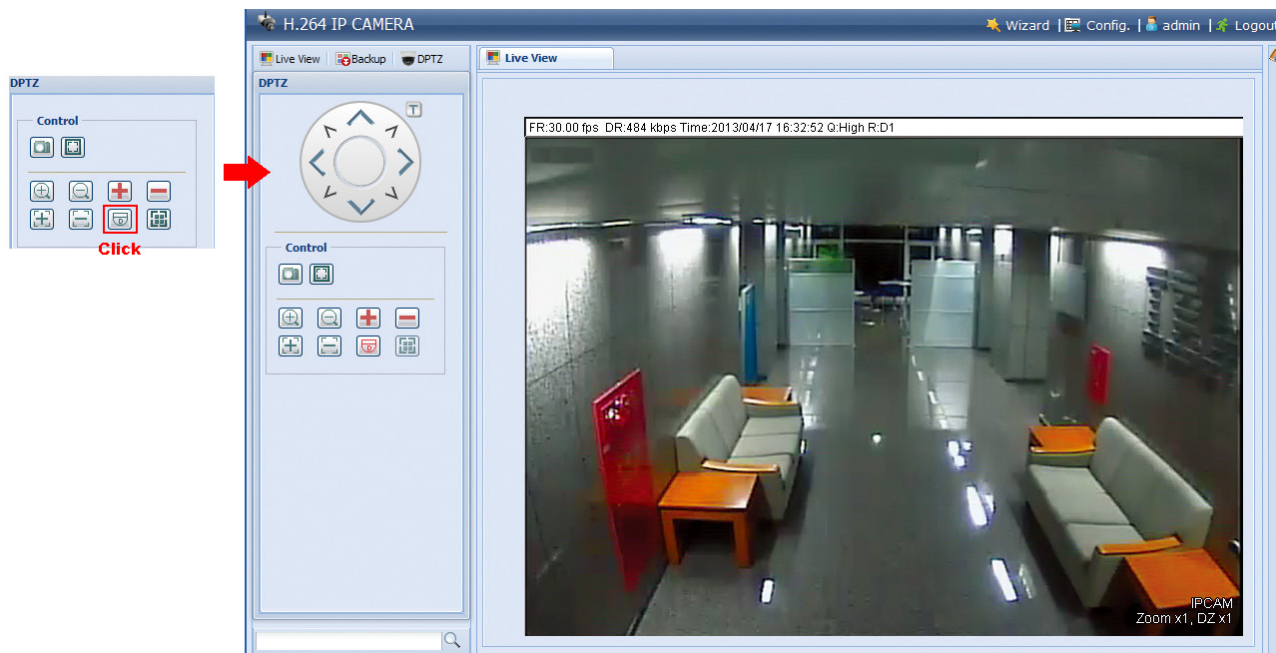 DPTZ
Control
Click
H.264 IP CAMERA
Wizard | Config. | admin | Logout
Live View Backup DPTZ
DPTZ
T
Control
Live View
FR:30.00 fps DR:484 kbps Time:2013/04/17 16:32:52 Q:High R:D1
IPCAM
Zoom x1, DZ x1